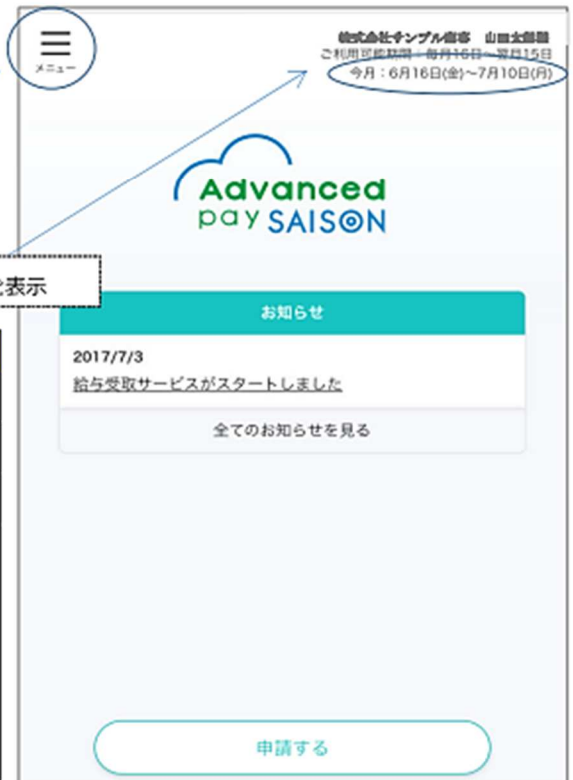 メニュー
株式会社サンプル商事 山田太郎様
ご利用可能期間：毎月16日～翌月15日
今月：6月16日(金)～7月10日(月)
Advanced
pay SAISON
を表示
お知らせ
2017/7/3
給与受取サービスがスタートしました
全てのお知らせを見る
申請する